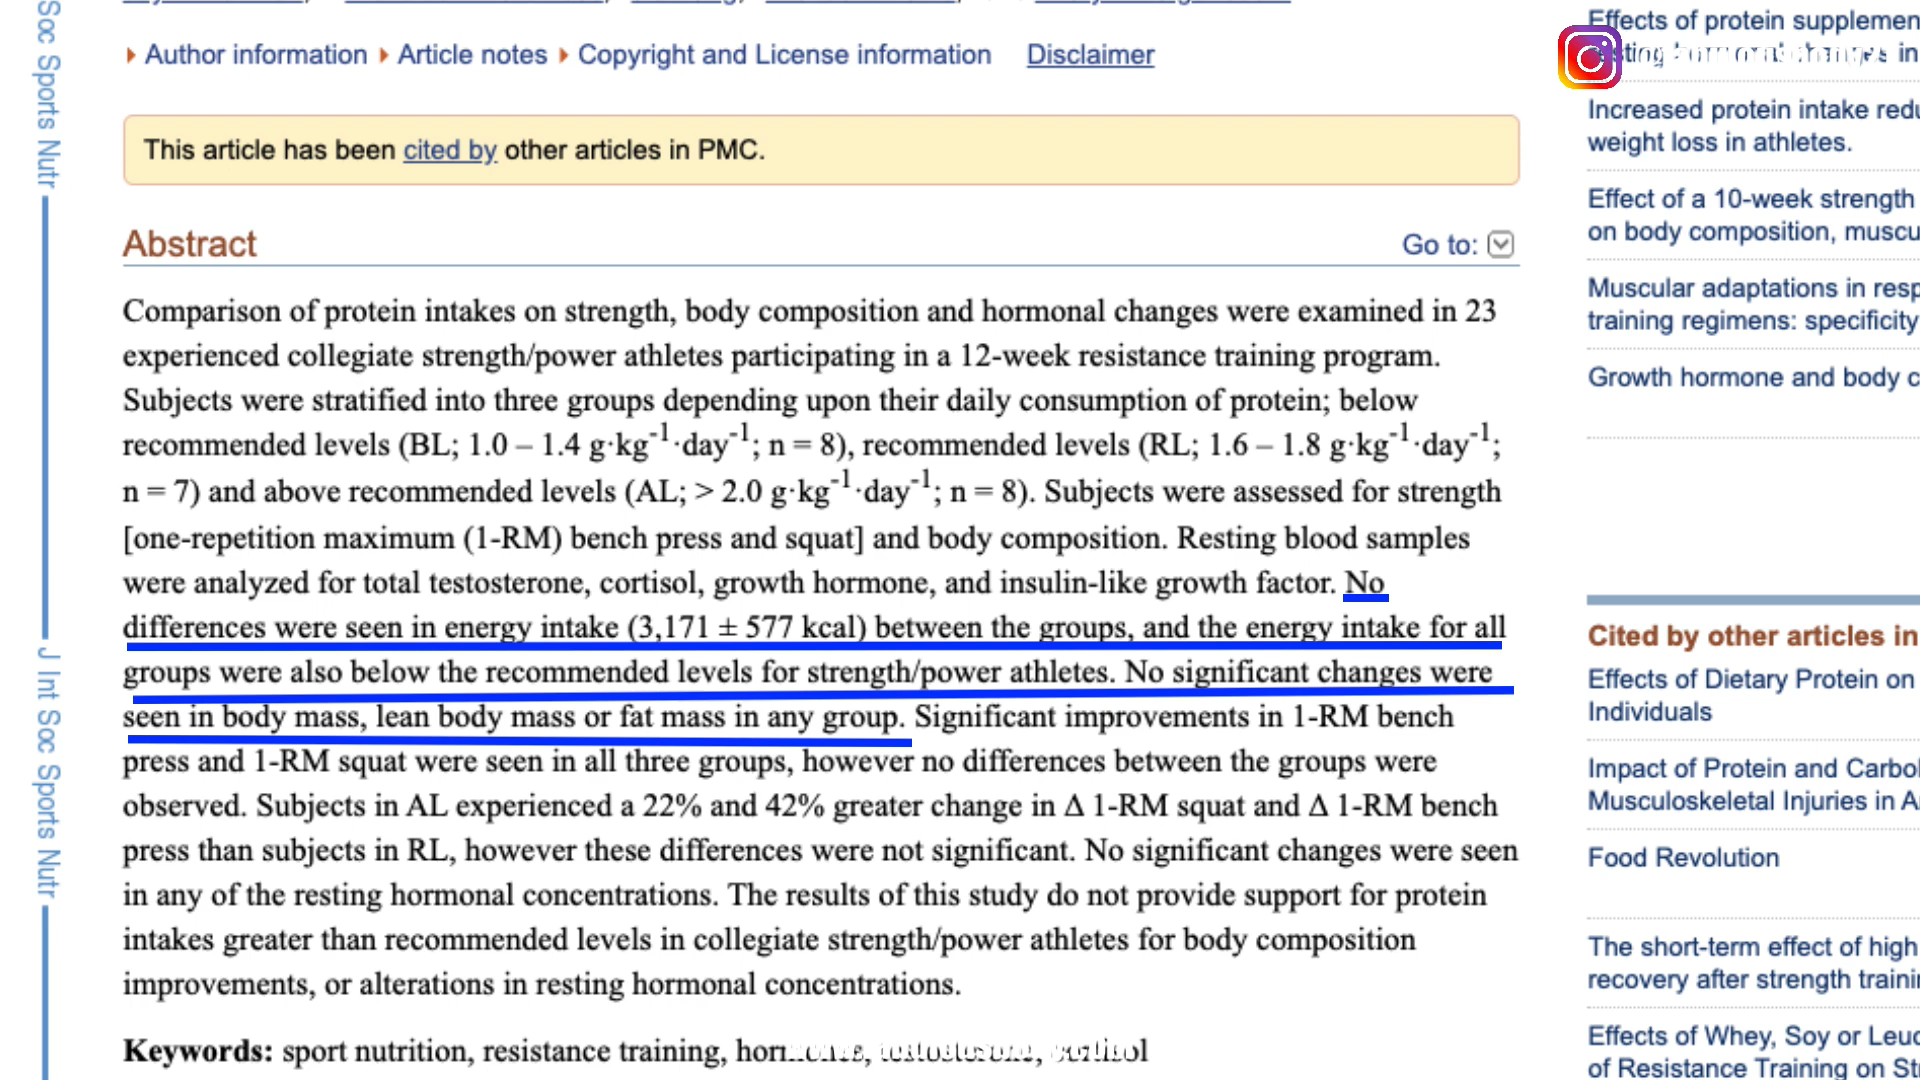 Author information Article notes Copyright and License information Disclaimer
This article has been cited by other articles in PMC.
Abstract
Go to:
Comparison of protein intakes on strength, body composition and hormonal changes were examined in 23
experienced collegiate strength/power athletes participating in a 12-week resistance training program.
Subjects were stratified into three groups depending upon their daily consumption of protein; below
recommended levels (BL; 1.0 – 1.4 g·kg⁻¹·day⁻¹; n = 8), recommended levels (RL; 1.6 – 1.8 g·kg⁻¹·day⁻¹;
n = 7) and above recommended levels (AL; > 2.0 g·kg⁻¹·day⁻¹; n = 8). Subjects were assessed for strength
[one-repetition maximum (1-RM) bench press and squat] and body composition. Resting blood samples
were analyzed for total testosterone, cortisol, growth hormone, and insulin-like growth factor. No
differences were seen in energy intake (3,171 ± 577 kcal) between the groups, and the energy intake for all
groups were also below the recommended levels for strength/power athletes. No significant changes were
seen in body mass, lean body mass or fat mass in any group. Significant improvements in 1-RM bench
press and 1-RM squat were seen in all three groups, however no differences between the groups were
observed. Subjects in AL experienced a 22% and 42% greater change in Δ 1-RM squat and Δ 1-RM bench
press than subjects in RL, however these differences were not significant. No significant changes were seen
in any of the resting hormonal concentrations. The results of this study do not provide support for protein
intakes greater than recommended levels in collegiate strength/power athletes for body composition
improvements, or alterations in resting hormonal concentrations.
Keywords: sport nutrition, resistance training,
Soc Sports Nutr
J Int Soc Sports Nutr
Effects of protein supplemen
in
Increased protein intake redu
weight loss in athletes.
Effect of a 10-week strength
on body composition, muscu
Muscular adaptations in resp
training regimens: specificity
Growth hormone and body c
Cited by other articles in
Effects of Dietary Protein on
Individuals
Impact of Protein and Carbo
Musculoskeletal Injuries in A
Food Revolution
The short-term effect of high
recovery after strength traini
Effects of Whey, Soy or Leuc
of Resistance Training on St